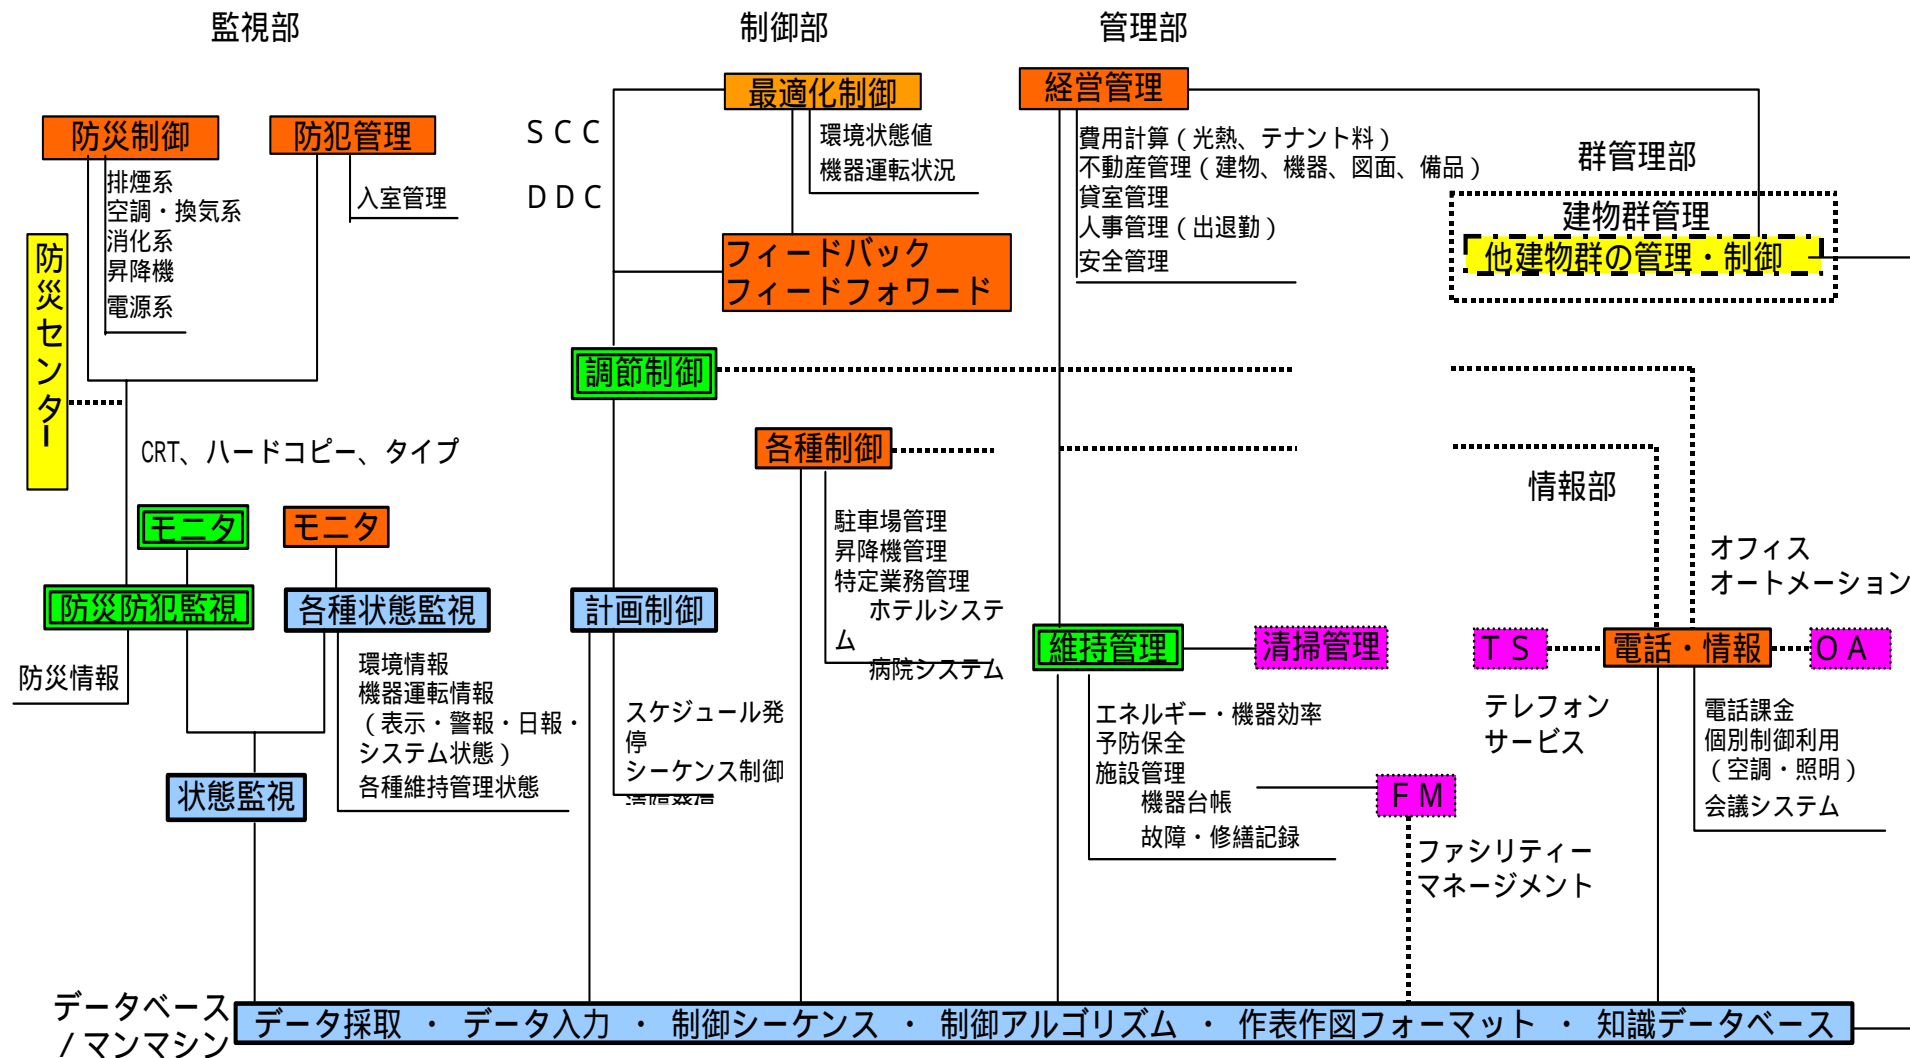 監視部
制御部
管理部
防災制御
排煙系
空調・換気系
消化系
昇降機
電源系
防犯管理
入室管理
防災センター
CRT、ハードコピー、タイプ
モニタ
モニタ
防災防犯監視
防災情報
各種状態監視
環境情報
機器運転情報
（表示・警報・日報・
システム状態）
各種維持管理状態
状態監視
ＳＣＣ
ＤＤＣ
最適化制御
環境状態値
機器運転状況
フィードバック
フィードフォワード
調節制御
各種制御
駐車場管理
昇降機管理
特定業務管理
ホテルシステ
ム
病院システム
計画制御
スケジュール発
停
シーケンス制御
経営管理
費用計算（光熱、テナント料）
不動産管理（建物、機器、図面、備品）
貸室管理
人事管理（出退勤）
安全管理
群管理部
建物群管理
他建物群の管理・制御
情報部
オフィス
オートメーション
維持管理
清掃管理
エネルギー・機器効率
予防保全
施設管理
機器台帳
故障・修繕記録
ＦＭ
ファシリティー
マネージメント
ＴＳ
テレフォン
サービス
電話・情報
ＯＡ
電話課金
個別制御利用
（空調・照明）
会議システム
データベース
／マンマシン
データ採取 ・ データ入力 ・ 制御シーケンス ・ 制御アルゴリズム ・ 作表作図フォーマット ・ 知識データベース